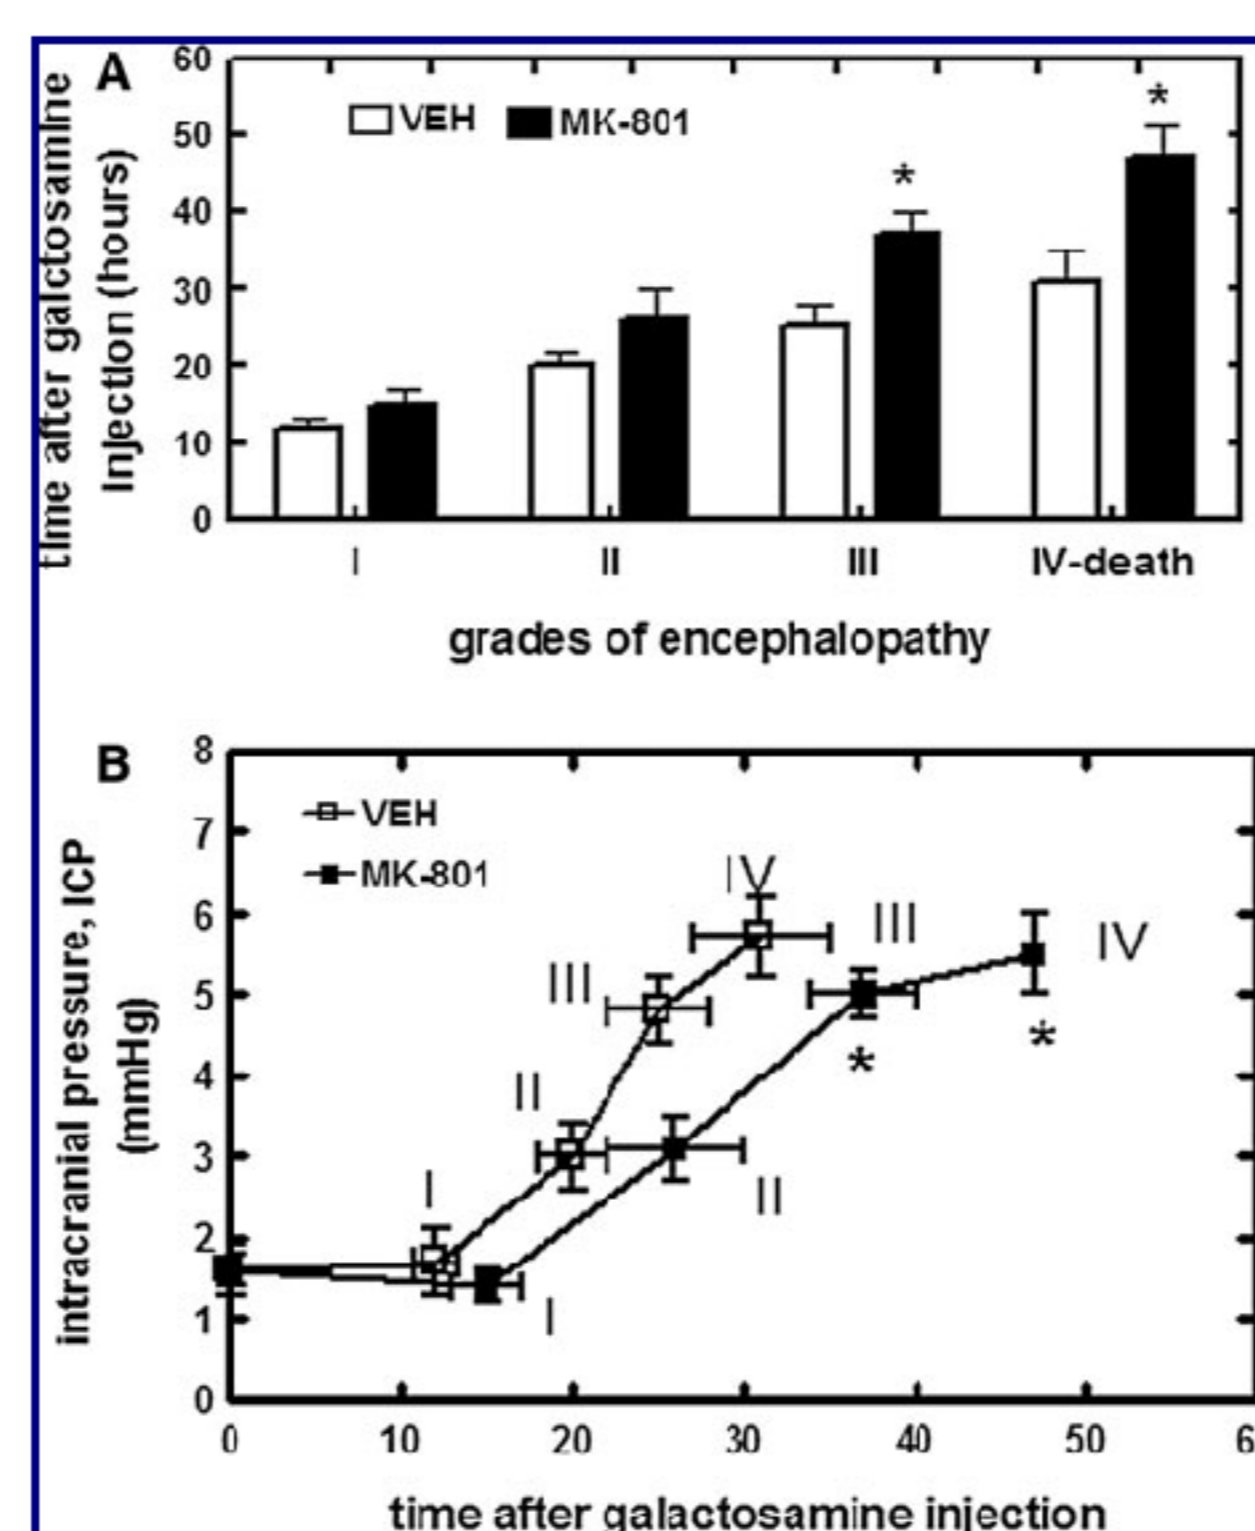 A
time after galctosamine
Injection (hours)
60
50
40
30
20
10
0
VEH MK-801
*
*
I II III IV-death
grades of encephalopathy
B
intracranial pressure, ICP
(mmHg)
8
7
6
5
4
3
2
1
0
VEH
MK-801
IV
III
III
IV
II
*
*
I
II
I
0 10 20 30 40 50 6
time after galactosamine injection